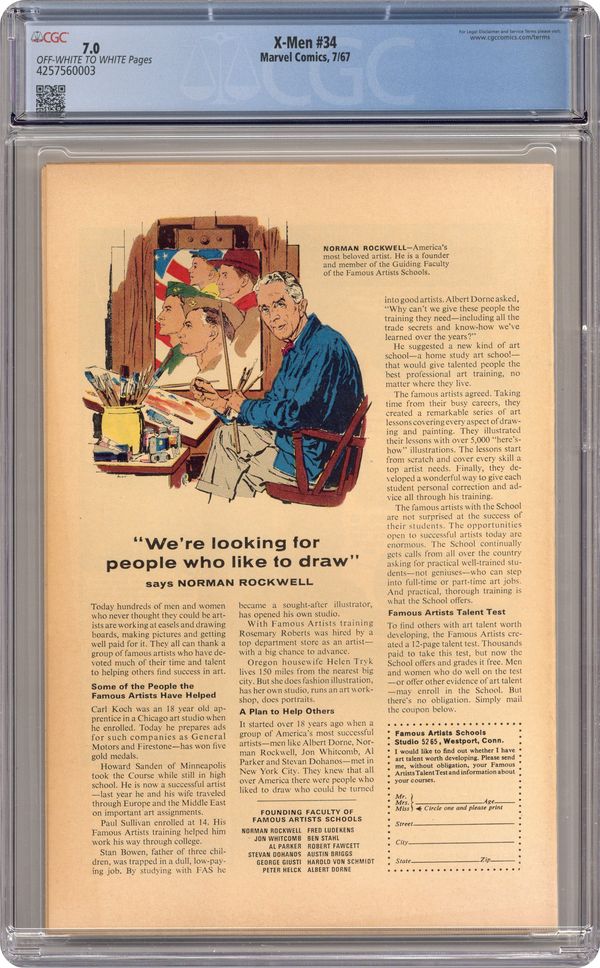 CGC
7.0
OFF-WHITE TO WHITE Pages
4257560003
X-Men #34
Marvel Comics, 7/67
For Legal Disclaimer and Service Terms please visit:
www.cgccomics.com/terms
CGC
NORMAN ROCKWELL—America's
most beloved artist. He is a founder
and member of the Guiding Faculty
of the Famous Artists Schools.
"We're looking for
people who like to draw"
says NORMAN ROCKWELL
Today hundreds of men and women
who never thought they could be art-
ists are working at easels and drawing
boards, making pictures and getting
well paid for it. They all can thank a
group of famous artists who have de-
voted much of their time and talent
to helping others find success in art.
Some of the People the
Famous Artists Have Helped
Carl Koch was an 18 year old ap-
prentice in a Chicago art studio when
he enrolled. Today he prepares ads
for such companies as General
Motors and Firestone—has won five
gold medals.
Howard Sanden of Minneapolis
took the Course while still in high
school. He is now a successful artist
—last year he and his wife traveled
through Europe and the Middle East
on important art assignments.
Paul Sullivan enrolled at 14. His
Famous Artists training helped him
work his way through college.
Stan Bowen, father of three chil-
dren, was trapped in a dull, low-pay-
ing job. By studying with FAS he
became a sought-after illustrator,
has opened his own studio.
With Famous Artists training
Rosemary Roberts was hired by a
top department store as an artist—
with a big chance to advance.
Oregon housewife Helen Tryk
lives 150 miles from the nearest big
city. But she does fashion illustration,
has her own studio, runs an art work-
shop, does portraits.
A Plan to Help Others
It started over 18 years ago when a
group of America's most successful
artists—men like Albert Dorne, Nor-
man Rockwell, Jon Whitcomb, Al
Parker and Stevan Dohanos—met in
New York City. They knew that all
over America there were people who
liked to draw who could be turned
into good artists. Albert Dorne asked,
"Why can't we give these people the
training they need—including all the
trade secrets and know-how we've
learned over the years?"
He suggested a new kind of art
school—a home study art school—
that would give talented people the
best professional art training, no
matter where they live.
The famous artists agreed. Taking
time from their busy careers, they
created a remarkable series of art
lessons covering every aspect of draw-
ing and painting. They illustrated
their lessons with over 5,000 "here's-
how" illustrations. The lessons start
from scratch and cover every skill a
top artist needs. Finally, they de-
veloped a wonderful way to give each
student personal correction and ad-
vice all through his training.
The famous artists with the School
are not surprised at the success of
their students. The opportunities
open to successful artists today are
enormous. The School continually
gets calls from all over the country
asking for practical well-trained stu-
dents—not geniuses—who can step
into full-time or part-time art jobs.
And practical, thorough training is
what the School offers.
Famous Artists Talent Test
To find others with art talent worth
developing, the Famous Artists cre-
ated a 12-page talent test. Thousands
paid to take this test, but now the
School offers and grades it free. Men
and women who do well on the test
—or offer other evidence of art talent
—may enroll in the School. But
there's no obligation. Simply mail
the coupon below.
FOUNDING FACULTY OF
FAMOUS ARTISTS SCHOOLS
NORMAN ROCKWELL FRED LUDEKENS
JON WHITCOMB BEN STAHL
AL PARKER ROBERT FAWCETT
STEVAN DOHANOS AUSTIN BRIGGS
GEORGE GIUSTI HAROLD VON SCHMIDT
PETER HELCK ALBERT DORNE
Famous Artists Schools
Studio 5265, Westport, Conn.
I would like to find out whether I have
art talent worth developing. Please send
me, without obligation, your Famous
Artists Talent Test and information about
your courses.
Mr.
Mrs. Age
Miss Circle one and please print
Street
City
State Zip